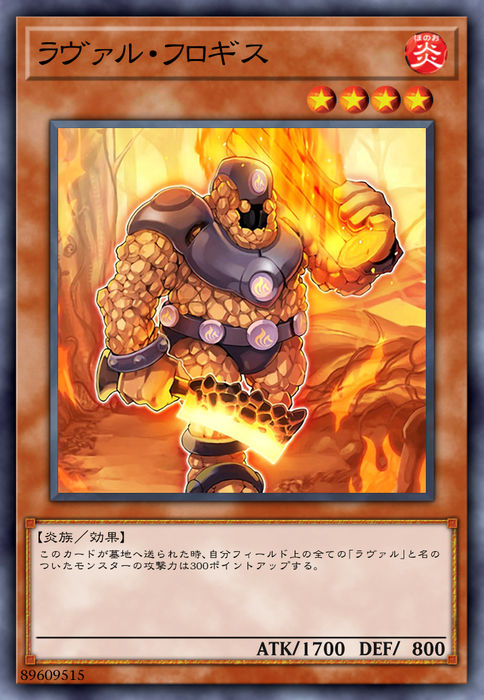 ラヴァル・フロギス
ほのお
炎
【炎族／効果】
このカードが墓地へ送られた時、自分フィールド上の全ての「ラヴァル」と名の
ついたモンスターの攻撃力は300ポイントアップする。
ATK/1700 DEF/ 800
89609515